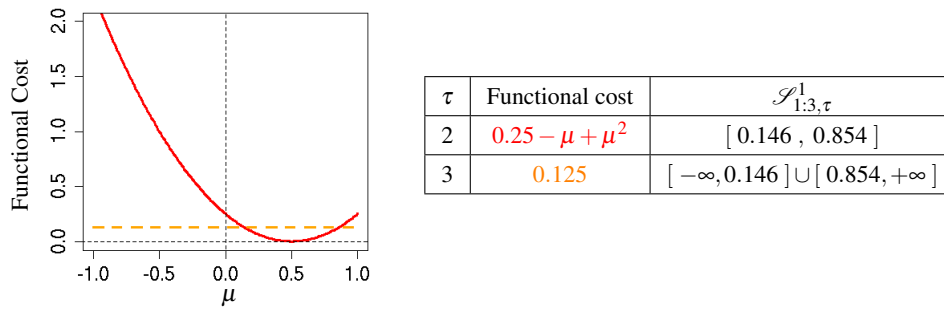 Functional Cost
2.0
1.5
1.0
0.5
0.0
-1.0 -0.5 0.0 0.5 1.0
μ
τ Functional cost 𝒮¹₁:₃,τ
2 0.25 − μ + μ² [ 0.146 , 0.854 ]
3 0.125 [ −∞, 0.146 ] ∪ [ 0.854, +∞ ]